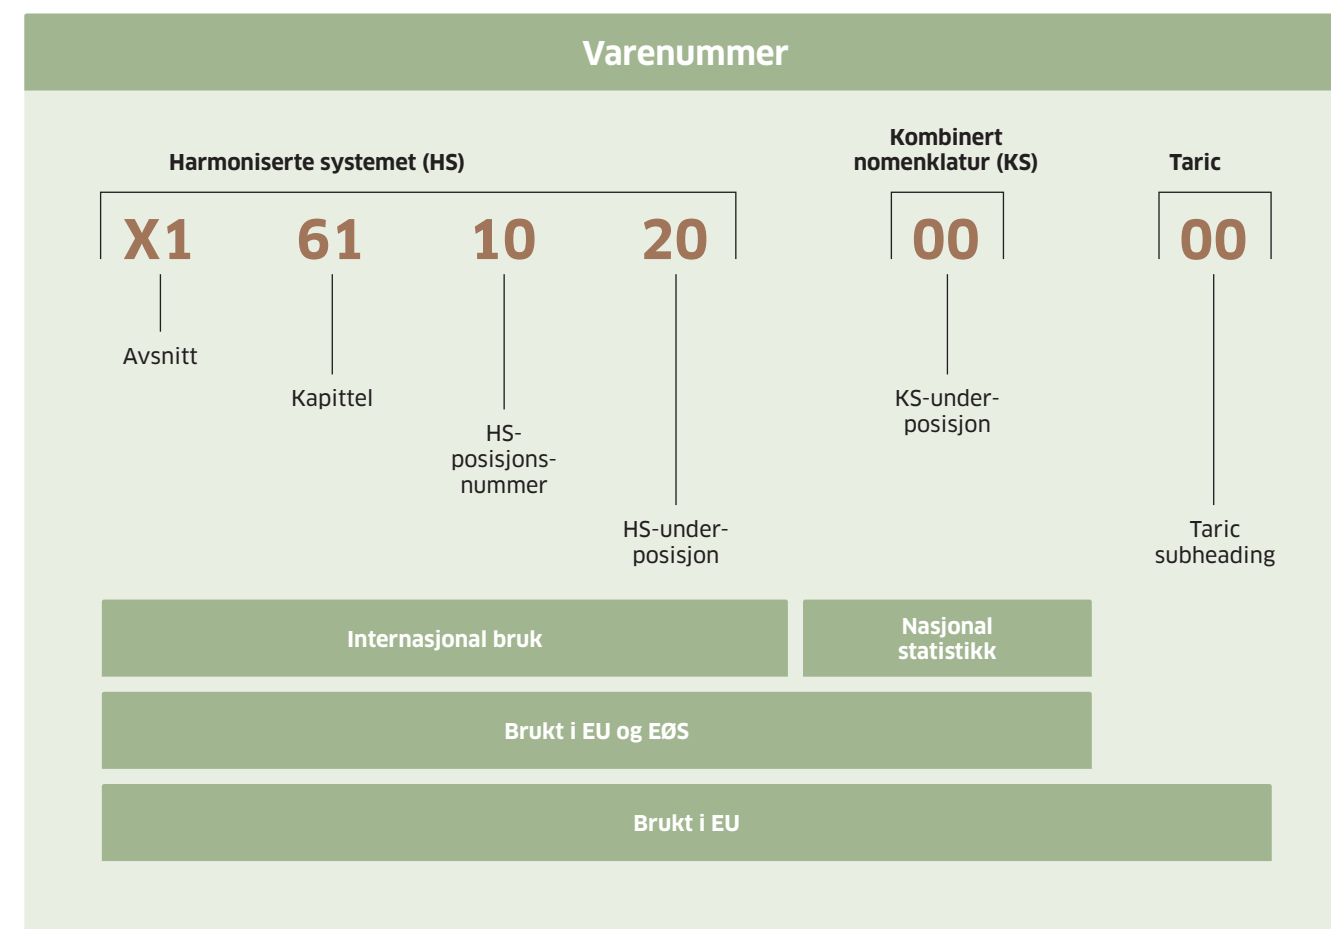 Varenummer
Harmoniserte systemet (HS)
Kombinert
nomenklatur (KS)
Taric
X1 61 10 20 00 00
Avsnitt
Kapittel
HS-
posisjons-
nummer
HS-under-
posisjon
KS-under-
posisjon
Taric
subheading
Internasjonal bruk
Nasjonal
statistikk
Brukt i EU og EØS
Brukt i EU